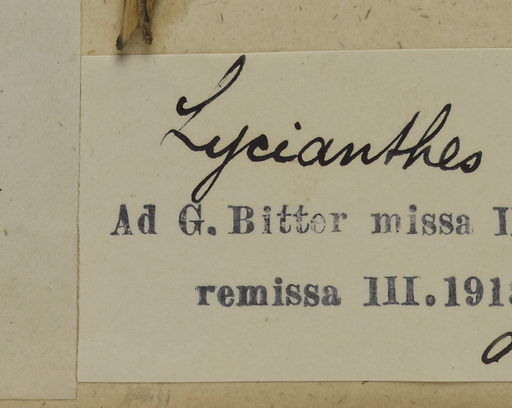 Lycianthes
Ad G. Bitter missa
remissa III.191